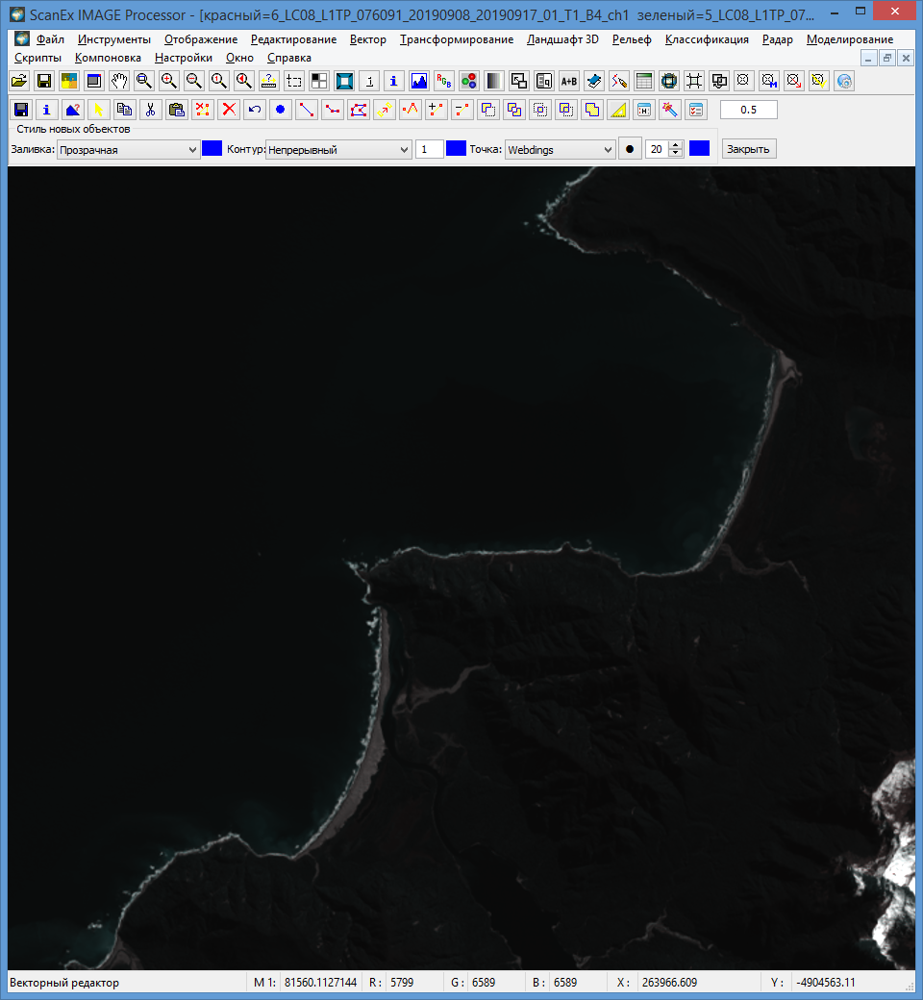 ScanEx IMAGE Processor - [красный=6_LC08_L1TP_076091_20190908_20190917_01_T1_B4_ch1 зеленый=5_LC08_L1TP_07...
Файл Инструменты Отображение Редактирование Вектор Трансформирование Ландшафт 3D Рельеф Классификация Радар Моделирование
Скрипты Компоновка Настройки Окно Справка
A+B
0.5
Стиль новых объектов
Заливка: Прозрачная Контур: Непрерывный 1 Точка: Webdings 20 Закрыть
Векторный редактор M 1: 81560.1127144 R: 5799 G: 6589 B: 6589 X: 263966.609 Y: -4904563.11